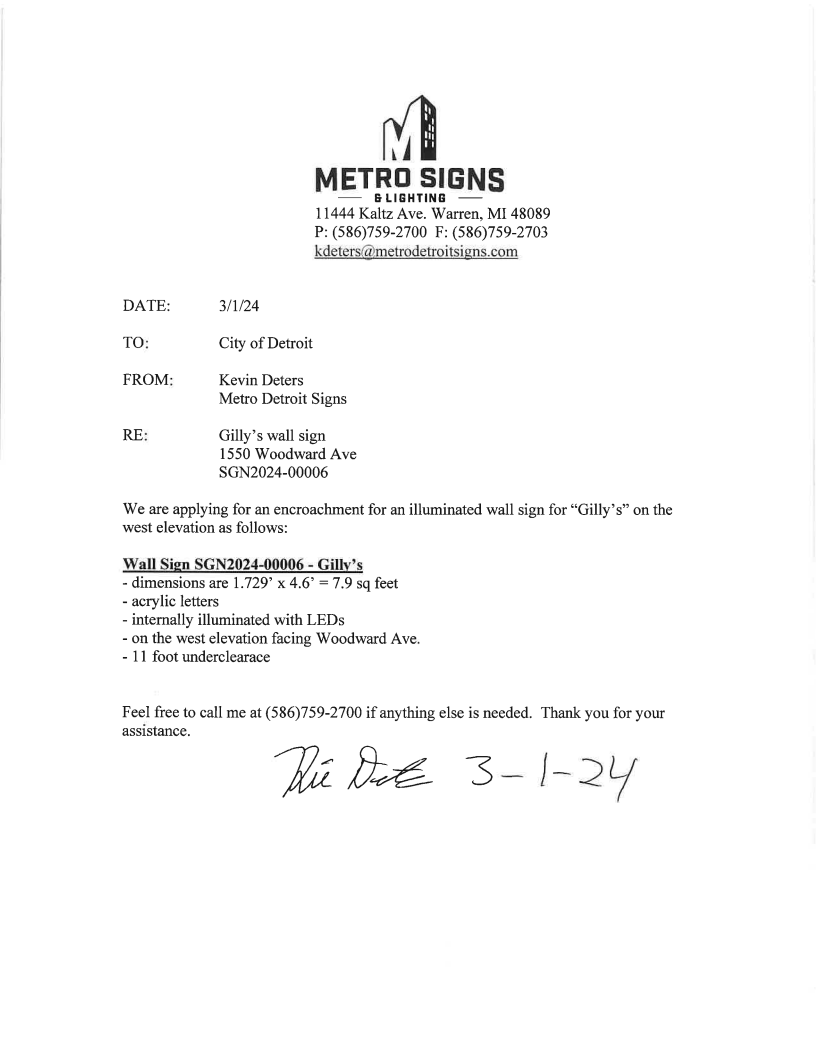 METRO SIGNS
& LIGHTING
11444 Kaltz Ave. Warren, MI 48089
P: (586)759-2700 F: (586)759-2703
kdeters@metrodetroitsigns.com
DATE: 3/1/24
TO: City of Detroit
FROM: Kevin Deters
Metro Detroit Signs
RE: Gilly's wall sign
1550 Woodward Ave
SGN2024-00006
We are applying for an encroachment for an illuminated wall sign for "Gilly's" on the
west elevation as follows:
Wall Sign SGN2024-00006 - Gilly's
- dimensions are 1.729' x 4.6' = 7.9 sq feet
- acrylic letters
- internally illuminated with LEDs
- on the west elevation facing Woodward Ave.
- 11 foot underclearace
Feel free to call me at (586)759-2700 if anything else is needed. Thank you for your
assistance.
3-1-24